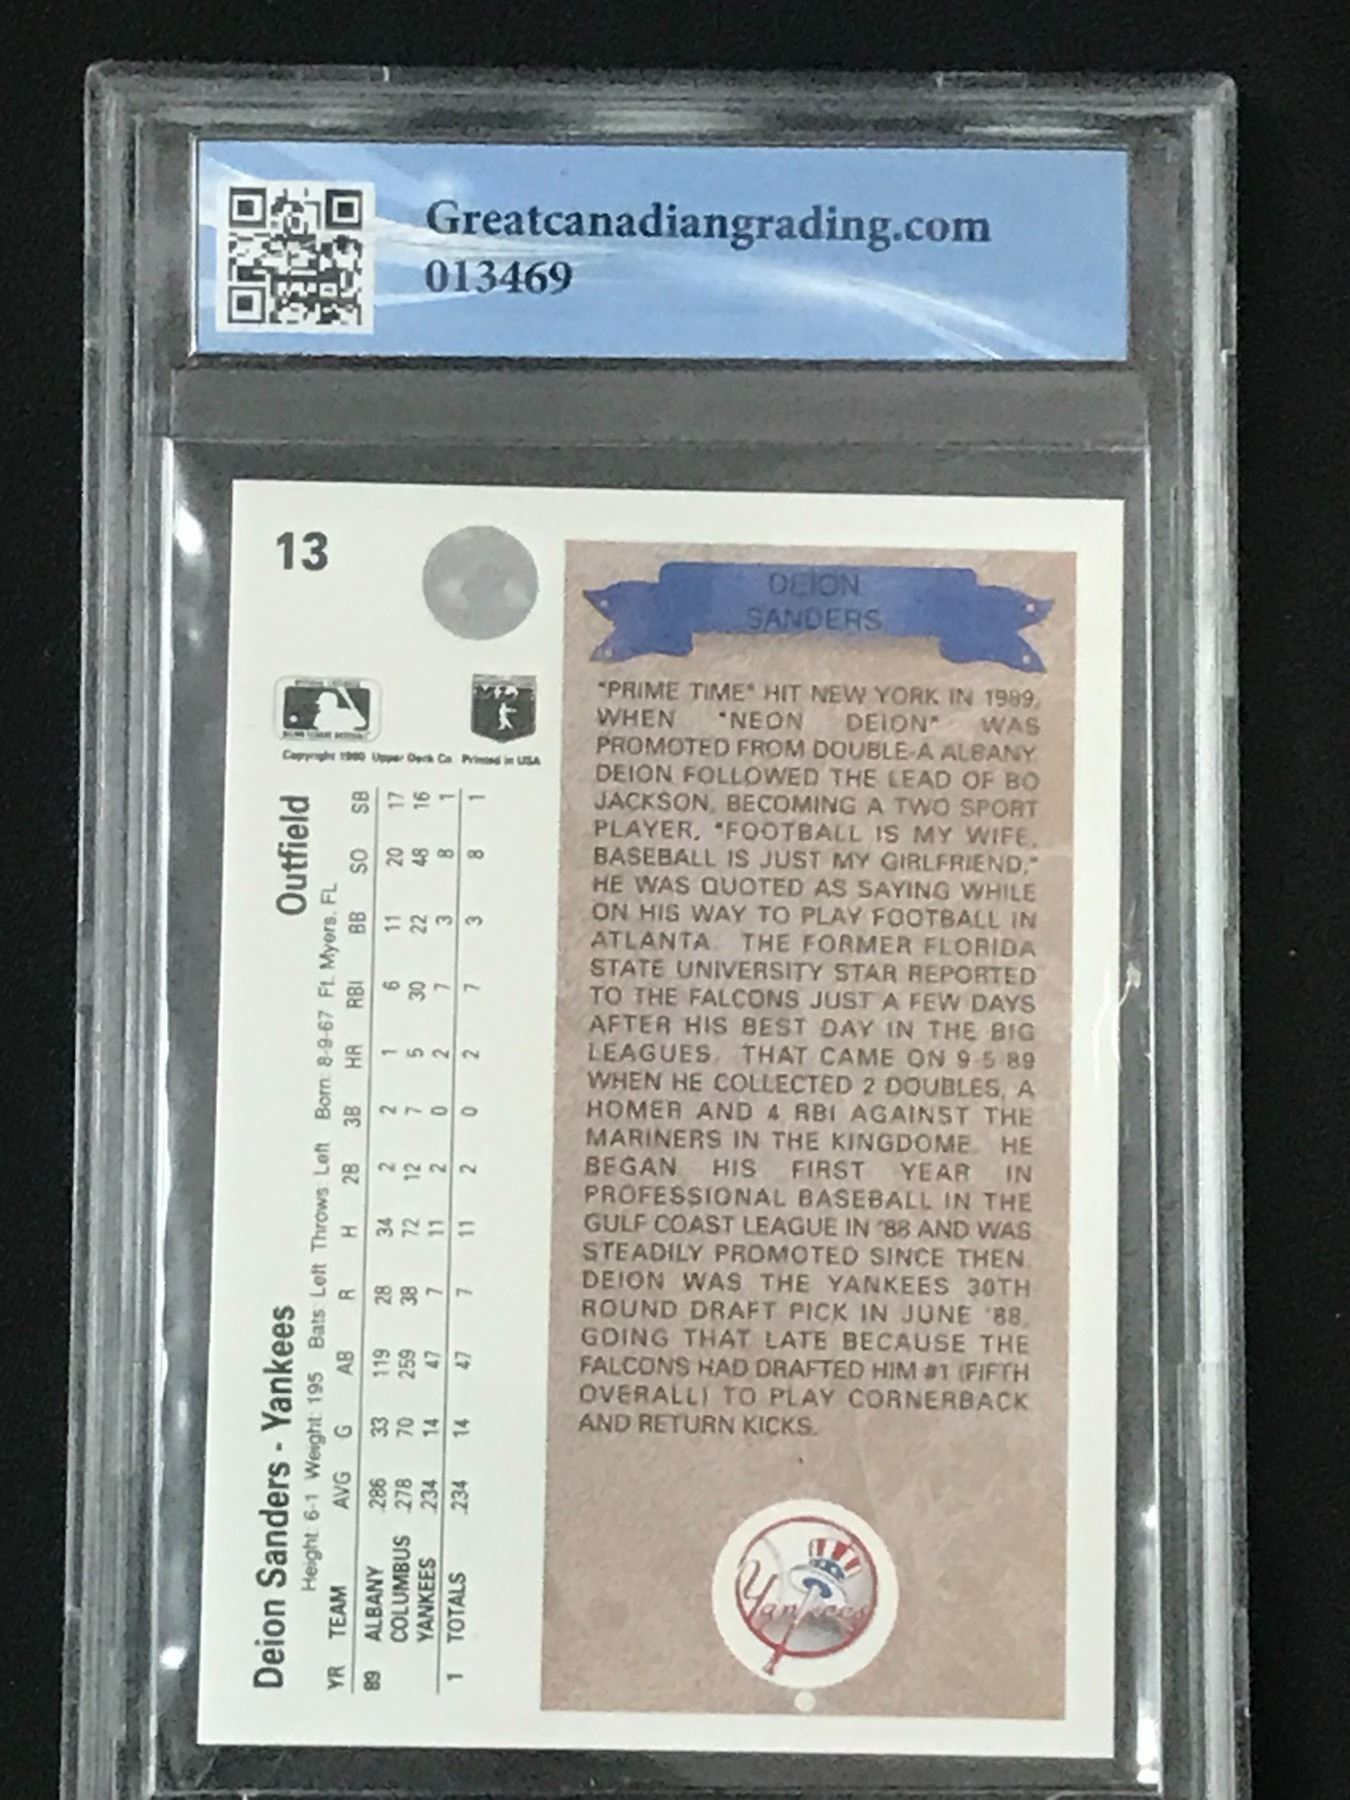 Greatcanadiangrading.com
013469
13
DEION
SANDERS
"PRIME TIME" HIT NEW YORK IN 1989,
WHEN "NEON DEION" WAS
PROMOTED FROM DOUBLE-A ALBANY.
DEION FOLLOWED THE LEAD OF BO
JACKSON, BECOMING A TWO SPORT
PLAYER. "FOOTBALL IS MY WIFE,
BASEBALL IS JUST MY GIRLFRIEND,"
HE WAS QUOTED AS SAYING WHILE
ON HIS WAY TO PLAY FOOTBALL IN
ATLANTA. THE FORMER FLORIDA
STATE UNIVERSITY STAR REPORTED
TO THE FALCONS JUST A FEW DAYS
AFTER HIS BEST DAY IN THE BIG
LEAGUES. THAT CAME ON 9-5-89
WHEN HE COLLECTED 2 DOUBLES, A
HOMER AND 4 RBI AGAINST THE
MARINERS IN THE KINGDOME. HE
BEGAN HIS FIRST YEAR IN
PROFESSIONAL BASEBALL IN THE
GULF COAST LEAGUE IN '88 AND WAS
STEADILY PROMOTED SINCE THEN.
DEION WAS THE YANKEES 30TH
ROUND DRAFT PICK IN JUNE '88,
GOING THAT LATE BECAUSE THE
FALCONS HAD DRAFTED HIM #1 (FIFTH
OVERALL) TO PLAY CORNERBACK
AND RETURN KICKS.
Yankees
Deion Sanders - Yankees Outfield
Height: 6-1 Weight: 195 Bats: Left Throws: Left Born: 8-9-67 Ft. Myers, FL
YR TEAM AVG G AB R H 2B 3B HR RBI BB SO SB
89 ALBANY .286 33 119 28 34 2 2 1 6 11 20 17
COLUMBUS .278 70 259 38 72 12 7 5 30 22 48 16
YANKEES .234 14 47 7 11 2 0 2 7 3 8 1
1 TOTALS .234 14 47 7 11 2 0 2 7 3 8 1
Copyright 1990 Upper Deck Co. Printed in USA